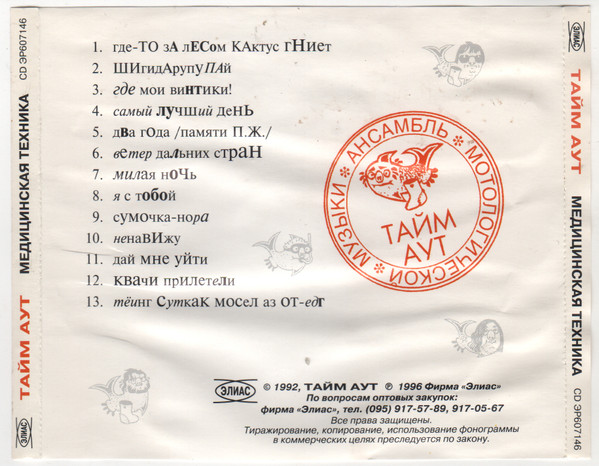 ЭЛИАС
CD ЭР607146
МЕДИЦИНСКАЯ ТЕХНИКА
ТАЙМ АУТ
ЭЛИАС
1. где-ТО зА лЕСом КАктус гНиет
2. ШИгидАрупуПАй
3. где мои винтики!
4. самый лучШий деНЬ
5. два гОда /памяти П.Ж./
6. ветер дальних стРАН
7. милая нОчЬ
8. я с тобой
9. сумочка-нора
10. ненаВИжу
11. дай мне уйти
12. кваЧи прилетели
13. тёинг сутКАК мосел аз от-едг
АНСАМБЛЬ * МОТОЛОГИЧЕСКОЙ * МУЗЫКИ *
ТАЙМ
АУТ
ЭЛИАС
© 1992, ТАЙМ АУТ ℗ 1996 Фирма «Элиас»
По вопросам оптовых закупок:
фирма «Элиас», тел. (095) 917-57-89, 917-05-67
Все права защищены.
Тиражирование, копирование, использование фонограммы
в коммерческих целях преследуется по закону.
ЭЛИАС
ТАЙМ АУТ
МЕДИЦИНСКАЯ ТЕХНИКА
CD ЭР607146